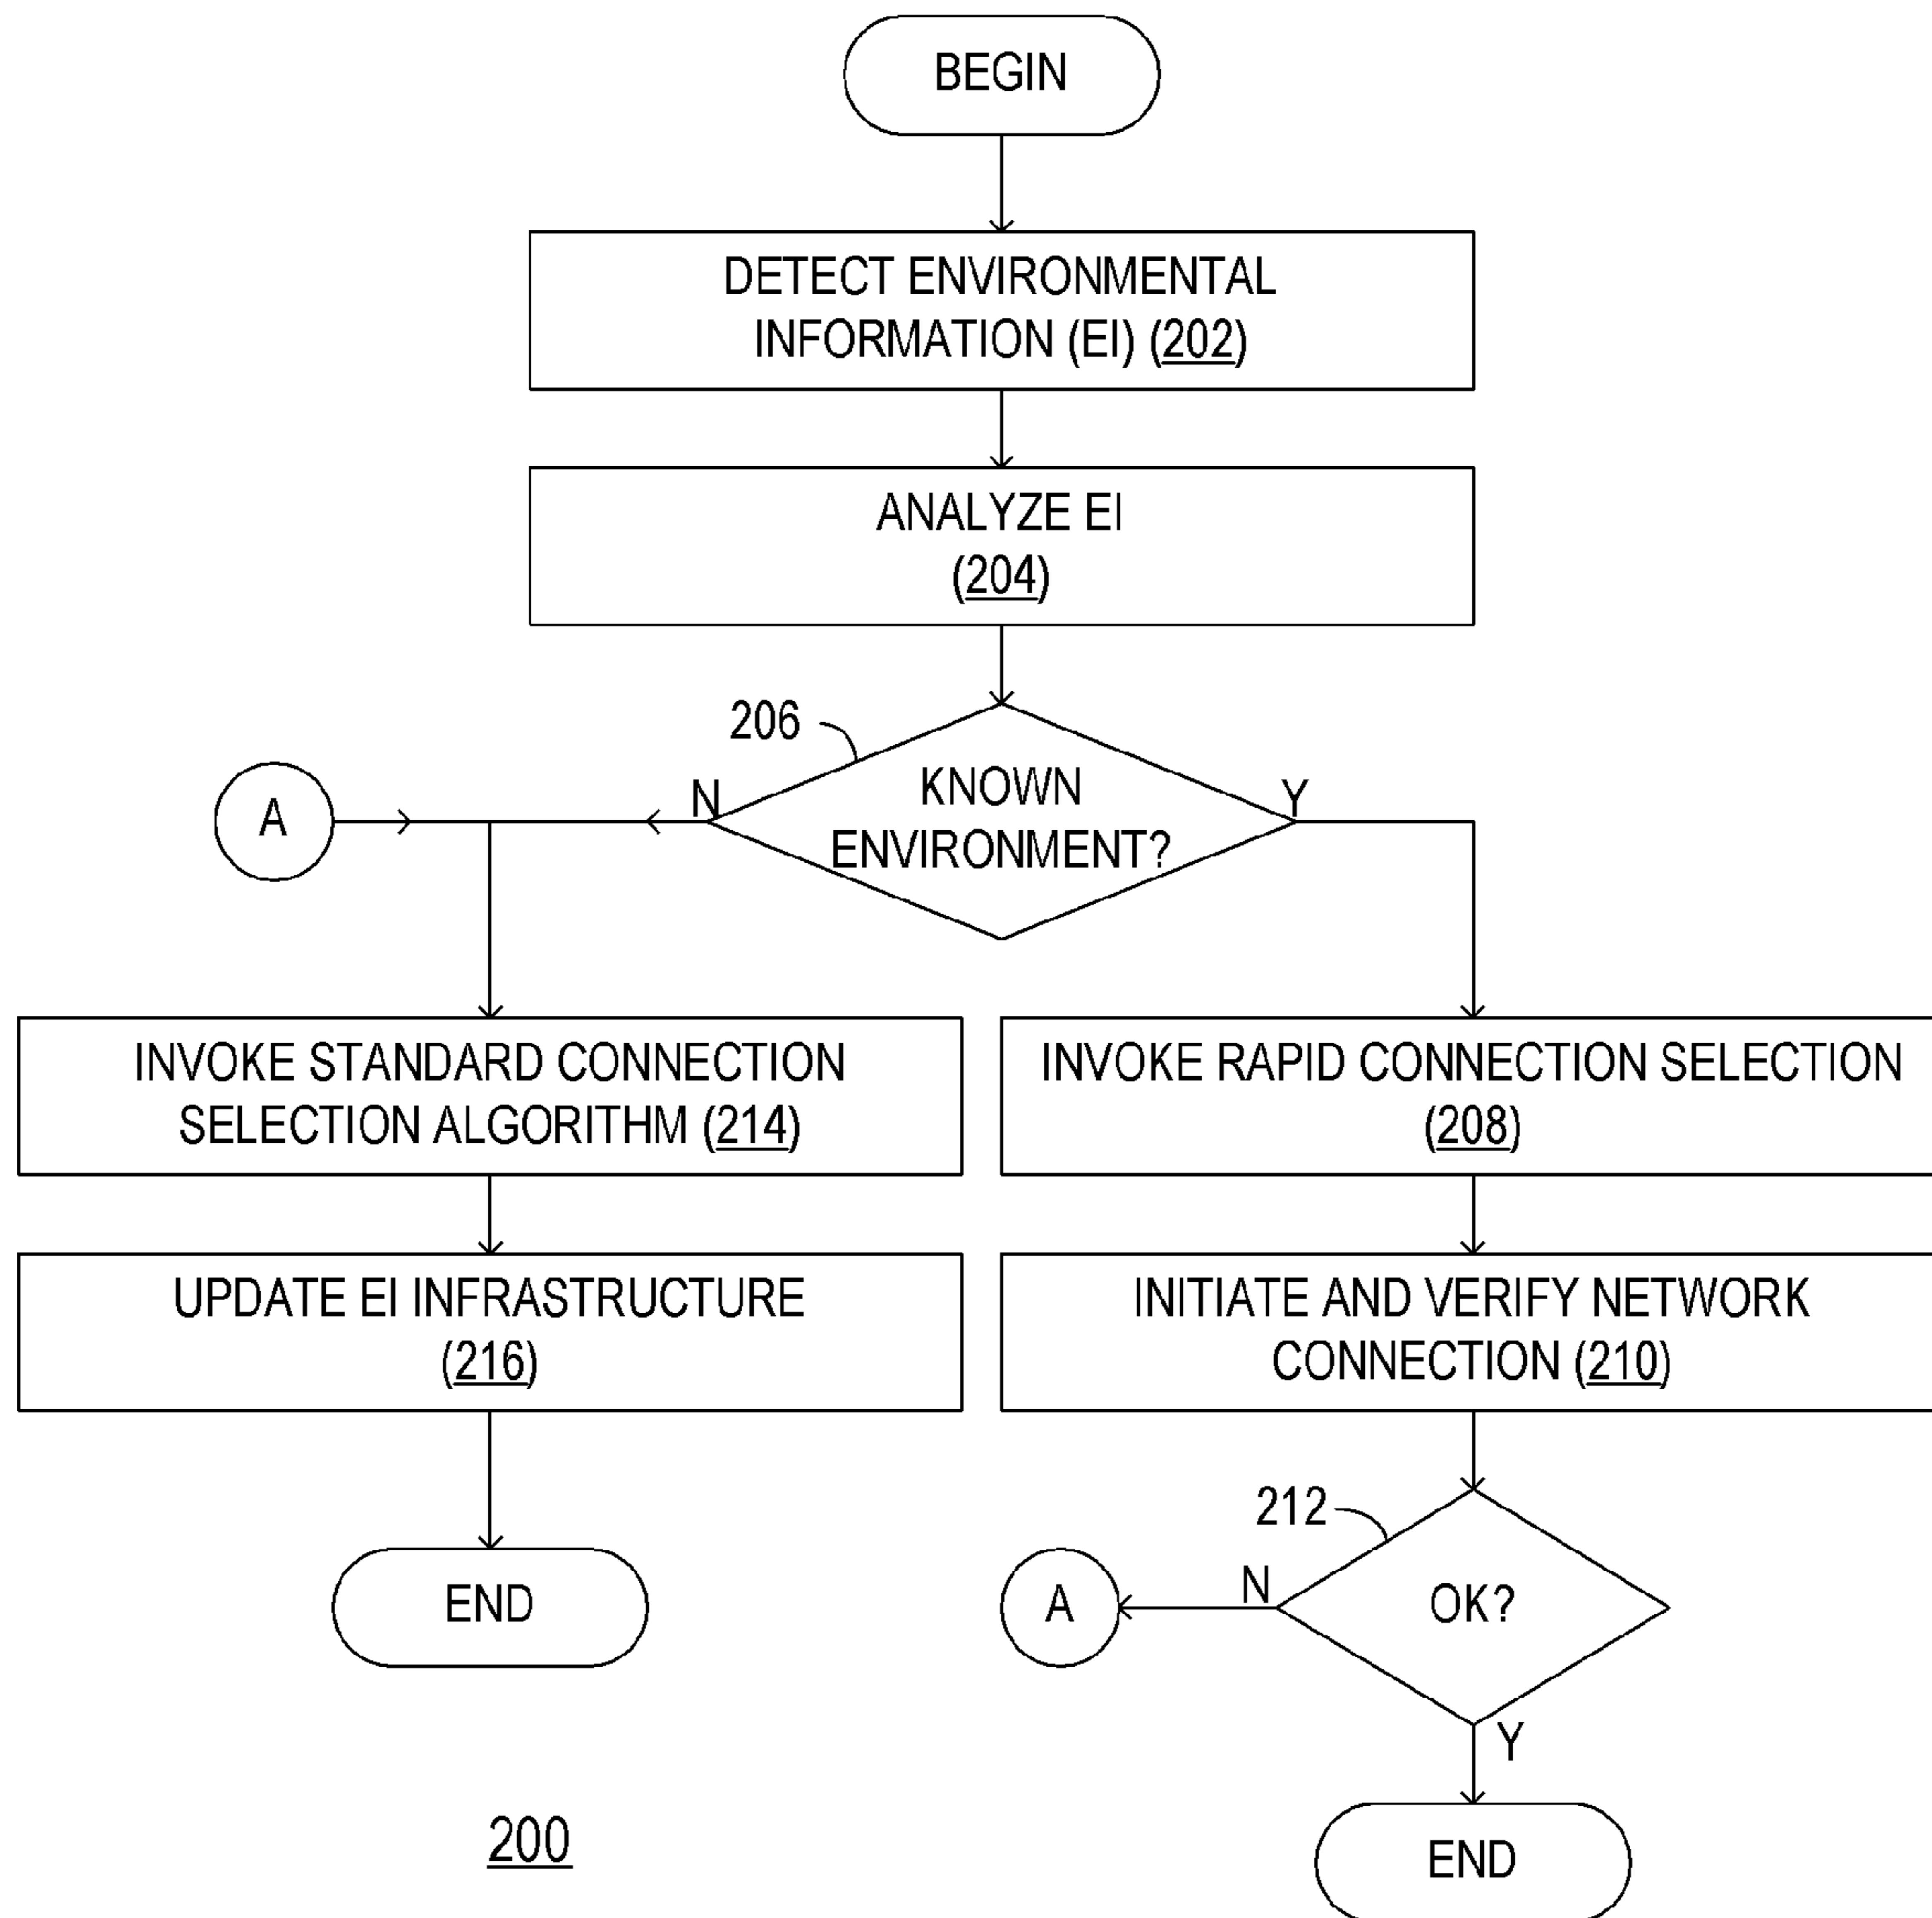 BEGIN
DETECT ENVIRONMENTAL
INFORMATION (EI) (202)
ANALYZE EI
(204)
206
KNOWN
ENVIRONMENT?
N
Y
A
INVOKE STANDARD CONNECTION
SELECTION ALGORITHM (214)
INVOKE RAPID CONNECTION SELECTION
(208)
UPDATE EI INFRASTRUCTURE
(216)
INITIATE AND VERIFY NETWORK
CONNECTION (210)
212
END
A
N
OK?
Y
200
END